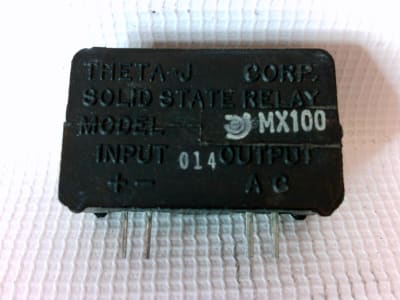 THETA-J CORP.
SOLID STATE RELAY
MODEL MX100
INPUT 014 OUTPUT
+ - A C